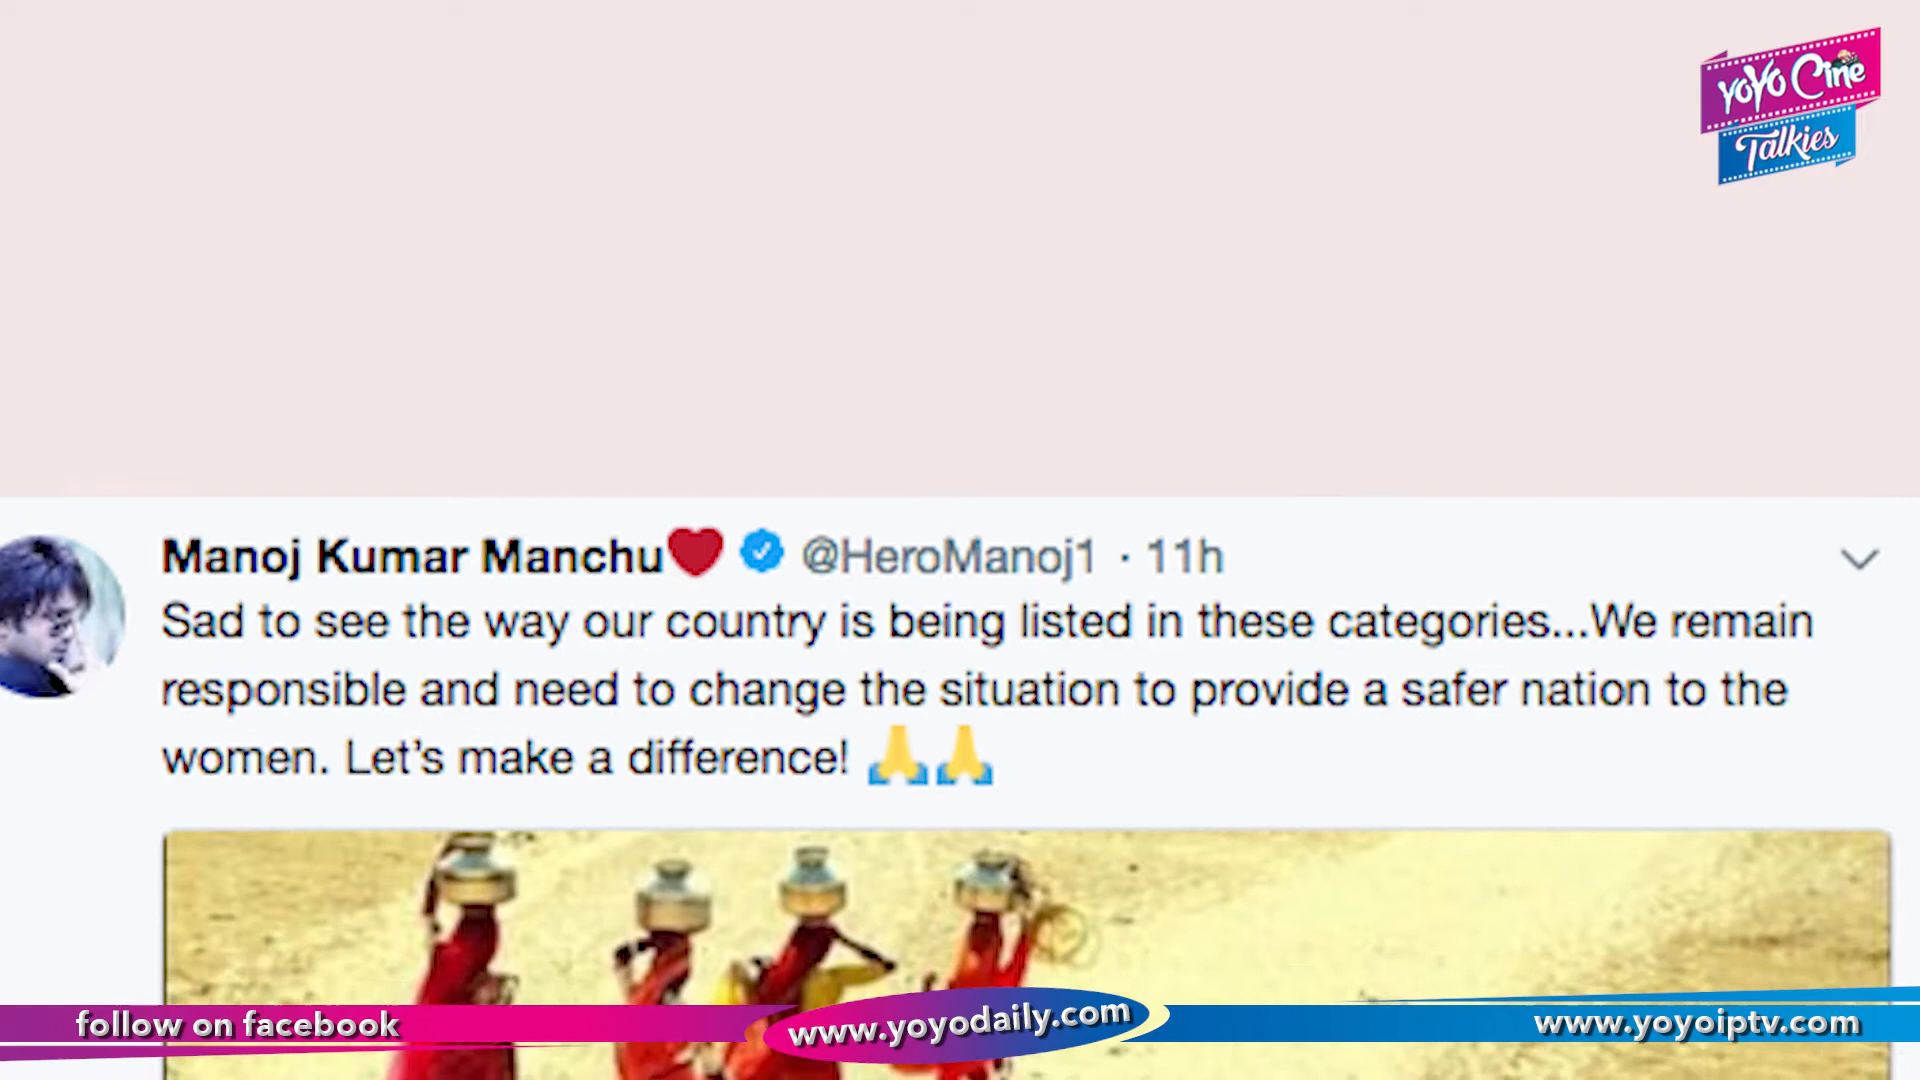 YoYo Cine
Talkies
Manoj Kumar Manchu❤️ @HeroManoj1 · 11h
Sad to see the way our country is being listed in these categories...We remain
responsible and need to change the situation to provide a safer nation to the
women. Let's make a difference! 🙏🙏
follow on facebook
www.yoyodaily.com
www.yoyoiptv.com